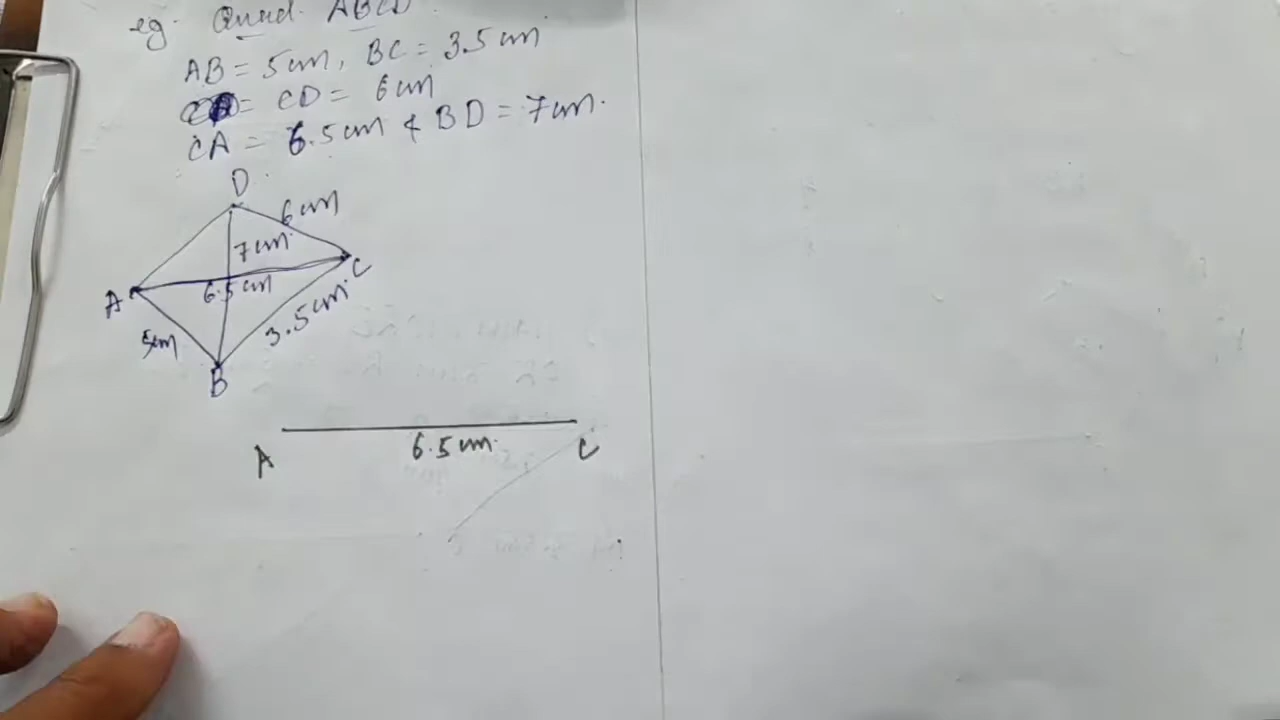 eg. Quad. ABCD.
AB = 5cm, BC = 3.5cm
= CD = 6cm
CA = 6.5cm & BD = 7cm.
D
6cm
7cm
C
A
6.5cm
3.5cm
5cm
B
6.5cm.
A
C